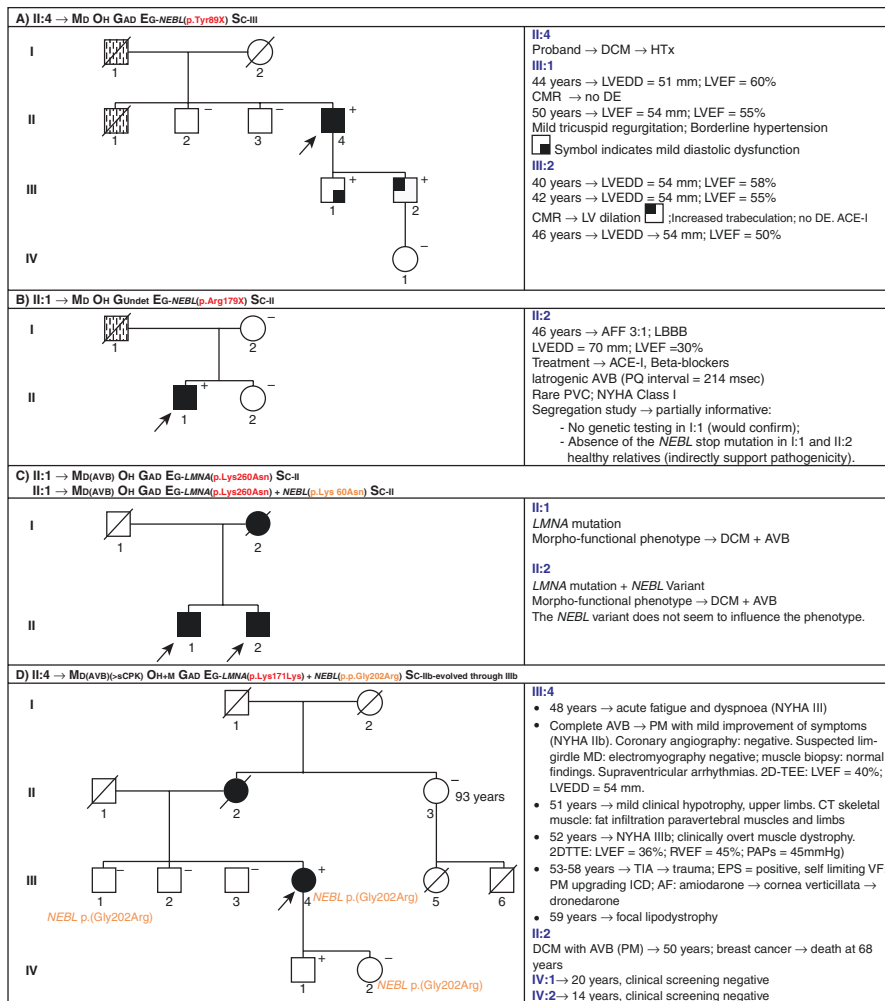 A) II:4 → MD OH GAD EG-NEBL(p.Tyr89X) SC-III
I
1
2
II
1
2
–
3
–
4
+
III
1
+
2
+
IV
1
–
II:4
Proband → DCM → HTx
III:1
44 years → LVEDD = 51 mm; LVEF = 60%
CMR → no DE
50 years → LVEF = 54 mm; LVEF = 55%
Mild tricuspid regurgitation; Borderline hypertension
Symbol indicates mild diastolic dysfunction
III:2
40 years → LVEDD = 54 mm; LVEF = 58%
42 years → LVEDD = 54 mm; LVEF = 55%
CMR → LV dilation ;Increased trabeculation; no DE. ACE-I
46 years → LVEDD → 54 mm; LVEF = 50%
B) II:1 → MD OH GUndet EG-NEBL(p.Arg179X) SC-II
I
1
2
–
II
1
+
2
–
II:2
46 years → AFF 3:1; LBBB
LVEDD = 70 mm; LVEF =30%
Treatment → ACE-I, Beta-blockers
Iatrogenic AVB (PQ interval = 214 msec)
Rare PVC; NYHA Class I
Segregation study → partially informative:
- No genetic testing in I:1 (would confirm);
- Absence of the NEBL stop mutation in I:1 and II:2
healthy relatives (indirectly support pathogenicity).
C) II:1 → MD(AVB) OH GAD EG-LMNA(p.Lys260Asn) SC-II
II:1 → MD(AVB) OH GAD EG-LMNA(p.Lys260Asn) + NEBL(p.Lys 60Asn) SC-II
I
1
2
II
1
2
II:1
LMNA mutation
Morpho-functional phenotype → DCM + AVB
II:2
LMNA mutation + NEBL Variant
Morpho-functional phenotype → DCM + AVB
The NEBL variant does not seem to influence the phenotype.
D) II:4 → MD(AVB)(>sCPK) OH+M GAD EG-LMNA(p.Lys171Lys) + NEBL(p.p.Gly202Arg) SC-IIb-evolved through IIIb
I
1
2
II
1
2
3
–
93 years
III
1
–
NEBL p.(Gly202Arg)
2
–
3
–
4
+
NEBL p.(Gly202Arg)
5
6
IV
1
+
2
–
NEBL p.(Gly202Arg)
III:4
• 48 years → acute fatigue and dyspnoea (NYHA III)
• Complete AVB → PM with mild improvement of symptoms
(NYHA IIb). Coronary angiography: negative. Suspected lim-
girdle MD: electromyography negative; muscle biopsy: normal
findings. Supraventricular arrhythmias. 2D-TEE: LVEF = 40%;
LVEDD = 54 mm.
• 51 years → mild clinical hypotrophy, upper limbs. CT skeletal
muscle: fat infiltration paravertebral muscles and limbs
• 52 years → NYHA IIIb; clinically overt muscle dystrophy.
2DTTE: LVEF = 36%; RVEF = 45%; PAPs = 45mmHg)
• 53-58 years → TIA → trauma; EPS = positive, self limiting VF
PM upgrading ICD; AF: amiodarone → cornea verticillata →
dronedarone
• 59 years → focal lipodystrophy
II:2
DCM with AVB (PM) → 50 years; breast cancer → death at 68
years
IV:1→ 20 years, clinical screening negative
IV:2→ 14 years, clinical screening negative